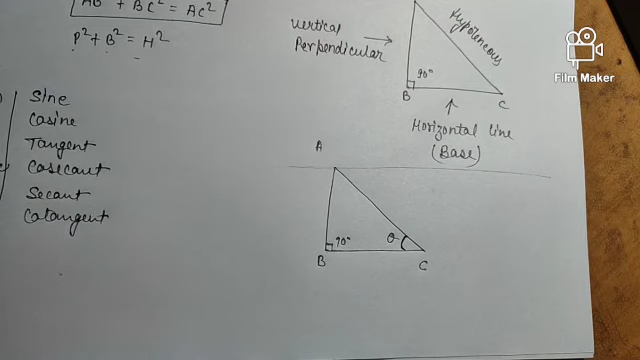 AB² + BC² = AC²
P² + B² = H²
Sine
Cosine
Tangent
Cosecant
Secant
Cotangent
Vertical
Perpendicular
Hypoteneous
90°
B
C
Horizontal line
(Base)
A
90°
θ
B
C
Film Maker